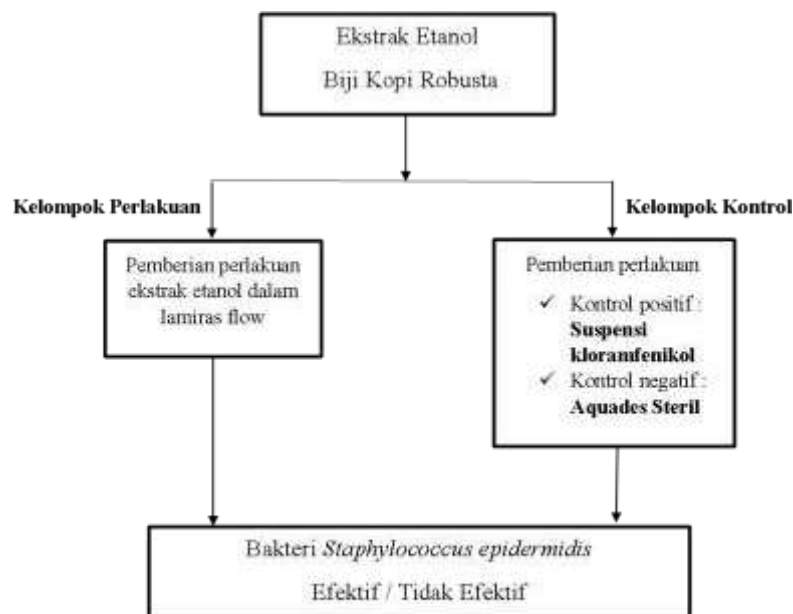 Ekstrak Etanol
Biji Kopi Robusta
Kelompok Perlakuan
Kelompok Kontrol
Pemberian perlakuan
ekstrak etanol dalam
lamiras flow
Pemberian perlakuan
✓ Kontrol positif :
Suspensi
kloramfenikol
✓ Kontrol negatif :
Aquades Steril
Bakteri Staphylococcus epidermidis
Efektif / Tidak Efektif